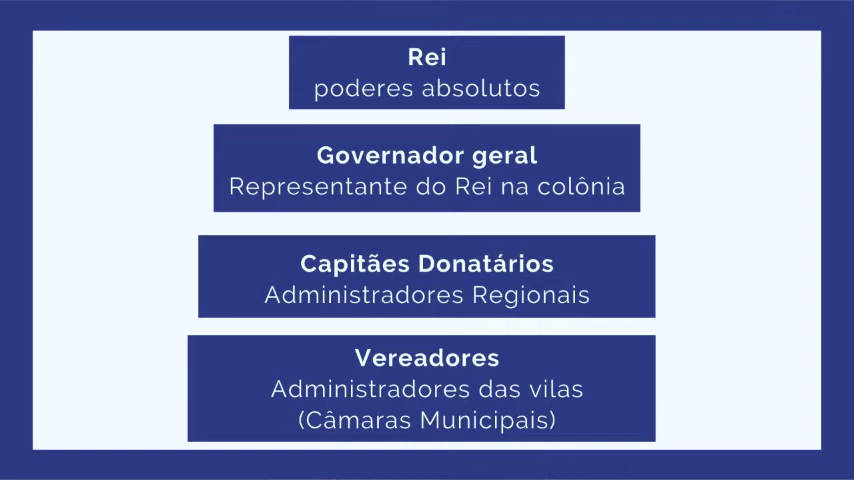 Rei
poderes absolutos
Governador geral
Representante do Rei na colônia
Capitães Donatários
Administradores Regionais
Vereadores
Administradores das vilas
(Câmaras Municipais)